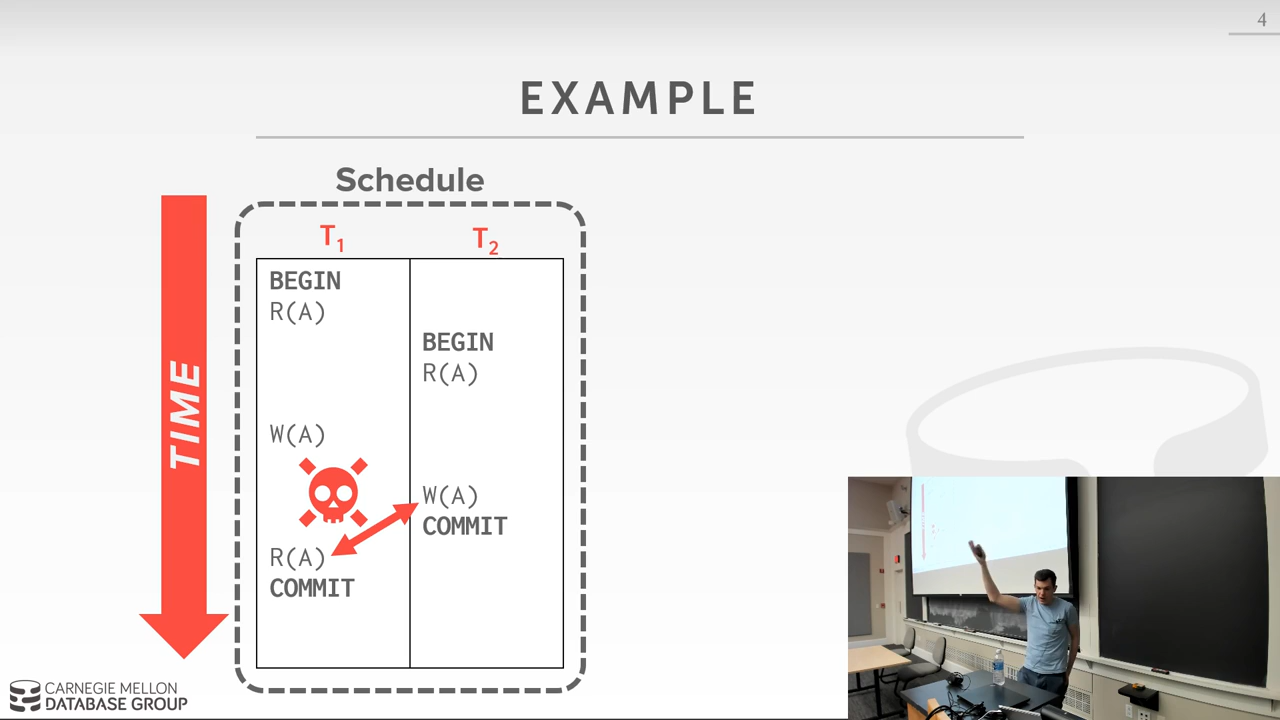 4
EXAMPLE
Schedule
TIME
T1
T2
BEGIN
R(A)
BEGIN
R(A)
W(A)
W(A)
COMMIT
R(A)
COMMIT
CARNEGIE MELLON
DATABASE GROUP